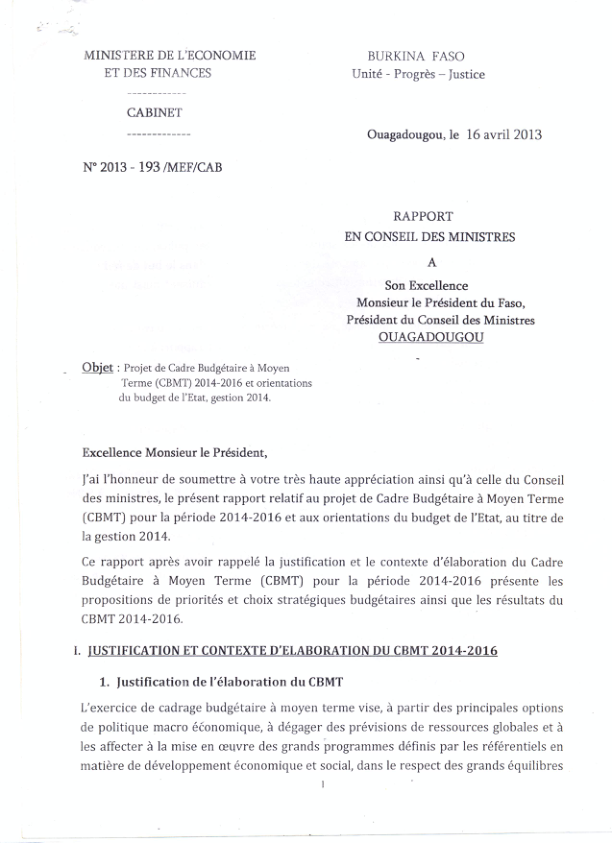 MINISTERE DE L'ECONOMIE
ET DES FINANCES
------------
CABINET
-------------
N° 2013 - 193 /MEF/CAB
BURKINA FASO
Unité - Progrès – Justice
Ouagadougou, le 16 avril 2013
RAPPORT
EN CONSEIL DES MINISTRES
A
Son Excellence
Monsieur le Président du Faso,
Président du Conseil des Ministres
OUAGADOUGOU
Objet : Projet de Cadre Budgétaire à Moyen
Terme (CBMT) 2014-2016 et orientations
du budget de l'Etat, gestion 2014.
Excellence Monsieur le Président,
J'ai l'honneur de soumettre à votre très haute appréciation ainsi qu'à celle du Conseil
des ministres, le présent rapport relatif au projet de Cadre Budgétaire à Moyen Terme
(CBMT) pour la période 2014-2016 et aux orientations du budget de l'Etat, au titre de
la gestion 2014.
Ce rapport après avoir rappelé la justification et le contexte d'élaboration du Cadre
Budgétaire à Moyen Terme (CBMT) pour la période 2014-2016 présente les
propositions de priorités et choix stratégiques budgétaires ainsi que les résultats du
CBMT 2014-2016.
I. JUSTIFICATION ET CONTEXTE D'ELABORATION DU CBMT 2014-2016
1. Justification de l'élaboration du CBMT
L'exercice de cadrage budgétaire à moyen terme vise, à partir des principales options
de politique macro économique, à dégager des prévisions de ressources globales et à
les affecter à la mise en œuvre des grands programmes définis par les référentiels en
matière de développement économique et social, dans le respect des grands équilibres
1